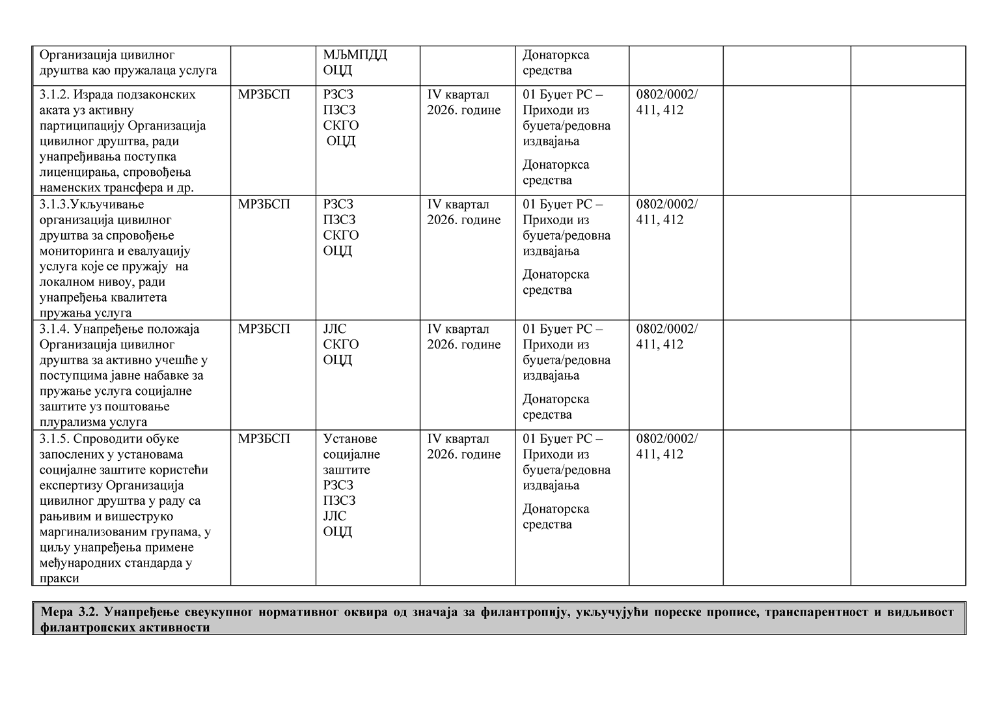 Организација цивилног
друштва као пружалаца услуга
МЉМПДД
ОЦД
Донаторкса
средства
3.1.2. Израда подзаконских
аката уз активну
партиципацију Организација
цивилног друштва, ради
унапређивања поступка
лиценцирања, спровођења
наменских трансфера и др.
МРЗБСП
РЗСЗ
ПЗСЗ
СКГО
ОЦД
IV квартал
2026. године
01 Буџет РС –
Приходи из
буџета/редовна
издвајања
Донаторкса
средства
0802/0002/
411, 412
3.1.3.Укључивање
организација цивилног
друштва за спровођење
мониторинга и евалуацију
услуга које се пружају на
локалном нивоу, ради
унапређења квалитета
пружања услуга
МРЗБСП
РЗСЗ
ПЗСЗ
СКГО
ОЦД
IV квартал
2026. године
01 Буџет РС –
Приходи из
буџета/редовна
издвајања
Донаторска
средства
0802/0002/
411, 412
3.1.4. Унапређење положаја
Организација цивилног
друштва за активно учешће у
поступцима јавне набавке за
пружање услуга социјалне
заштите уз поштовање
плурализма услуга
МРЗБСП
ЈЛС
СКГО
ОЦД
IV квартал
2026. године
01 Буџет РС –
Приходи из
буџета/редовна
издвајања
Донаторска
средства
0802/0002/
411, 412
3.1.5. Спроводити обуке
запослених у установама
социјалне заштите користећи
експертизу Организација
цивилног друштва у раду са
рањивим и вишеструко
маргинализованим групама, у
циљу унапређења примене
међународних стандарда у
пракси
МРЗБСП
Установе
социјалне
заштите
РЗСЗ
ПЗСЗ
ЈЛС
ОЦД
IV квартал
2026. године
01 Буџет РС –
Приходи из
буџета/редовна
издвајања
Донаторска
средства
0802/0002/
411, 412
Мера 3.2. Унапређење свеукупног нормативног оквира од значаја за филантропију, укључујући пореске прописе, транспарентност и видљивост
филантропских активности